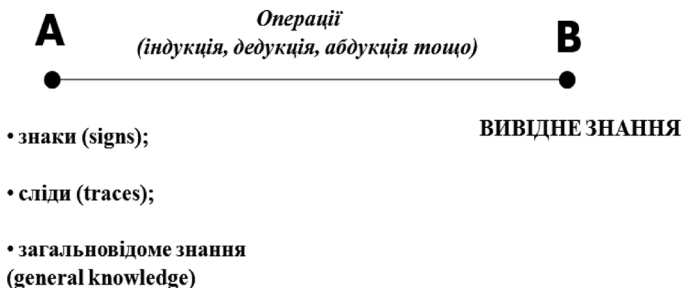 Операції
A
(індукція, дедукція, абдукція тощо)
B
• знаки (signs);
ВИВІДНЕ ЗНАННЯ
• сліди (traces);
• загальновідоме знання
(general knowledge)